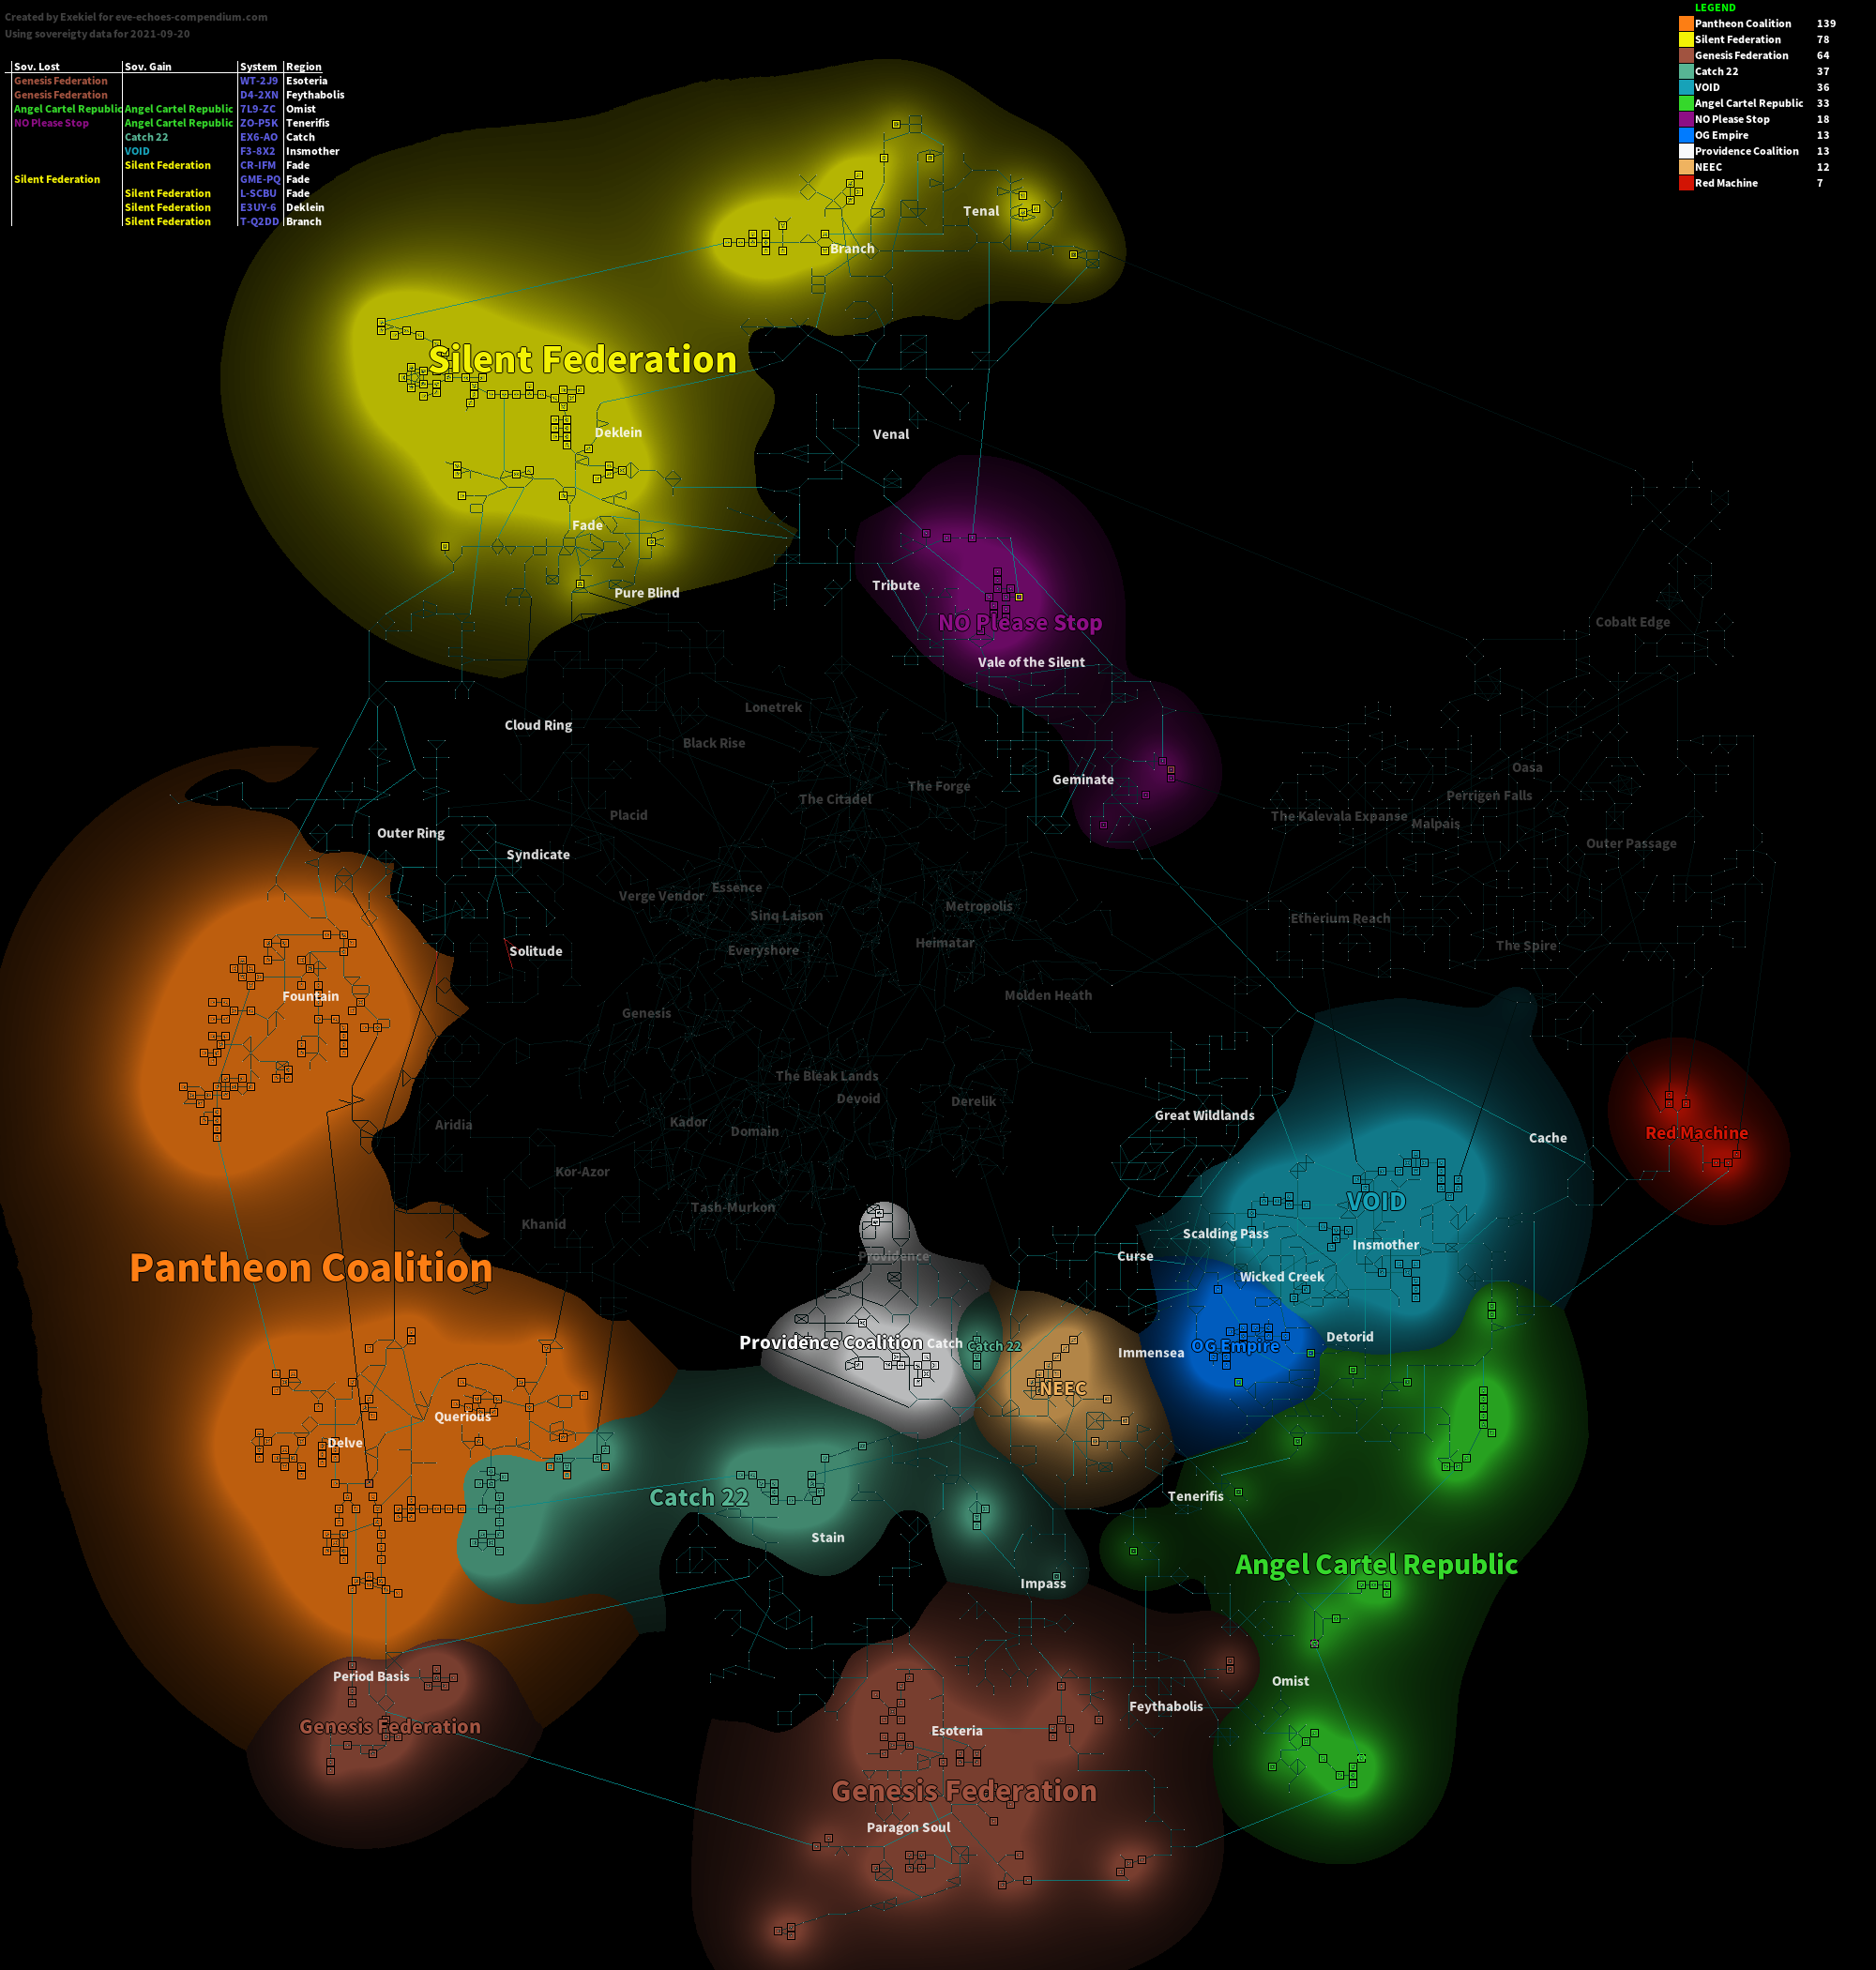 Created by Exekiel for eve-echoes-compendium.com
Using sovereigty data for 2021-09-20
Sov. Lost Sov. Gain System Region
Genesis Federation WT-2J9 Esoteria
Genesis Federation D4-2XN Feythabolis
Angel Cartel Republic Angel Cartel Republic 7L9-ZC Omist
NO Please Stop Angel Cartel Republic ZO-P5K Tenerifis
Catch 22 EX6-AO Catch
VOID F3-8X2 Insmother
Silent Federation CR-IFM Fade
Silent Federation GME-PQ Fade
Silent Federation L-SCBU Fade
Silent Federation E3UY-6 Deklein
Silent Federation T-Q2DD Branch
LEGEND
Pantheon Coalition 139
Silent Federation 78
Genesis Federation 64
Catch 22 37
VOID 36
Angel Cartel Republic 33
NO Please Stop 18
OG Empire 13
Providence Coalition 13
NEEC 12
Red Machine 7
Tenal
Branch
Silent Federation
Deklein
Venal
Fade
Tribute
Pure Blind
NO Please Stop
Cobalt Edge
Vale of the Silent
Lonetrek
Cloud Ring
Black Rise
Oasa
Geminate
The Forge
Perrigen Falls
The Citadel
Placid
The Kalevala Expanse
Malpais
Outer Ring
Outer Passage
Syndicate
Essence
Verge Vendor
Metropolis
Sinq Laison
Etherium Reach
Heimatar
The Spire
Everyshore
Solitude
Fountain
Molden Heath
Genesis
The Bleak Lands
Devoid
Derelik
Great Wildlands
Kador
Aridia
Domain
Red Machine
Cache
Kor-Azor
VOID
Tash-Murkon
Khanid
Scalding Pass
Insmother
Providence
Curse
Pantheon Coalition
Wicked Creek
Detorid
Providence Coalition
Catch
Catch 22
OG Empire
Immensea
NEEC
Querious
Delve
Catch 22
Tenerifis
Stain
Angel Cartel Republic
Impass
Period Basis
Omist
Feythabolis
Genesis Federation
Esoteria
Genesis Federation
Paragon Soul